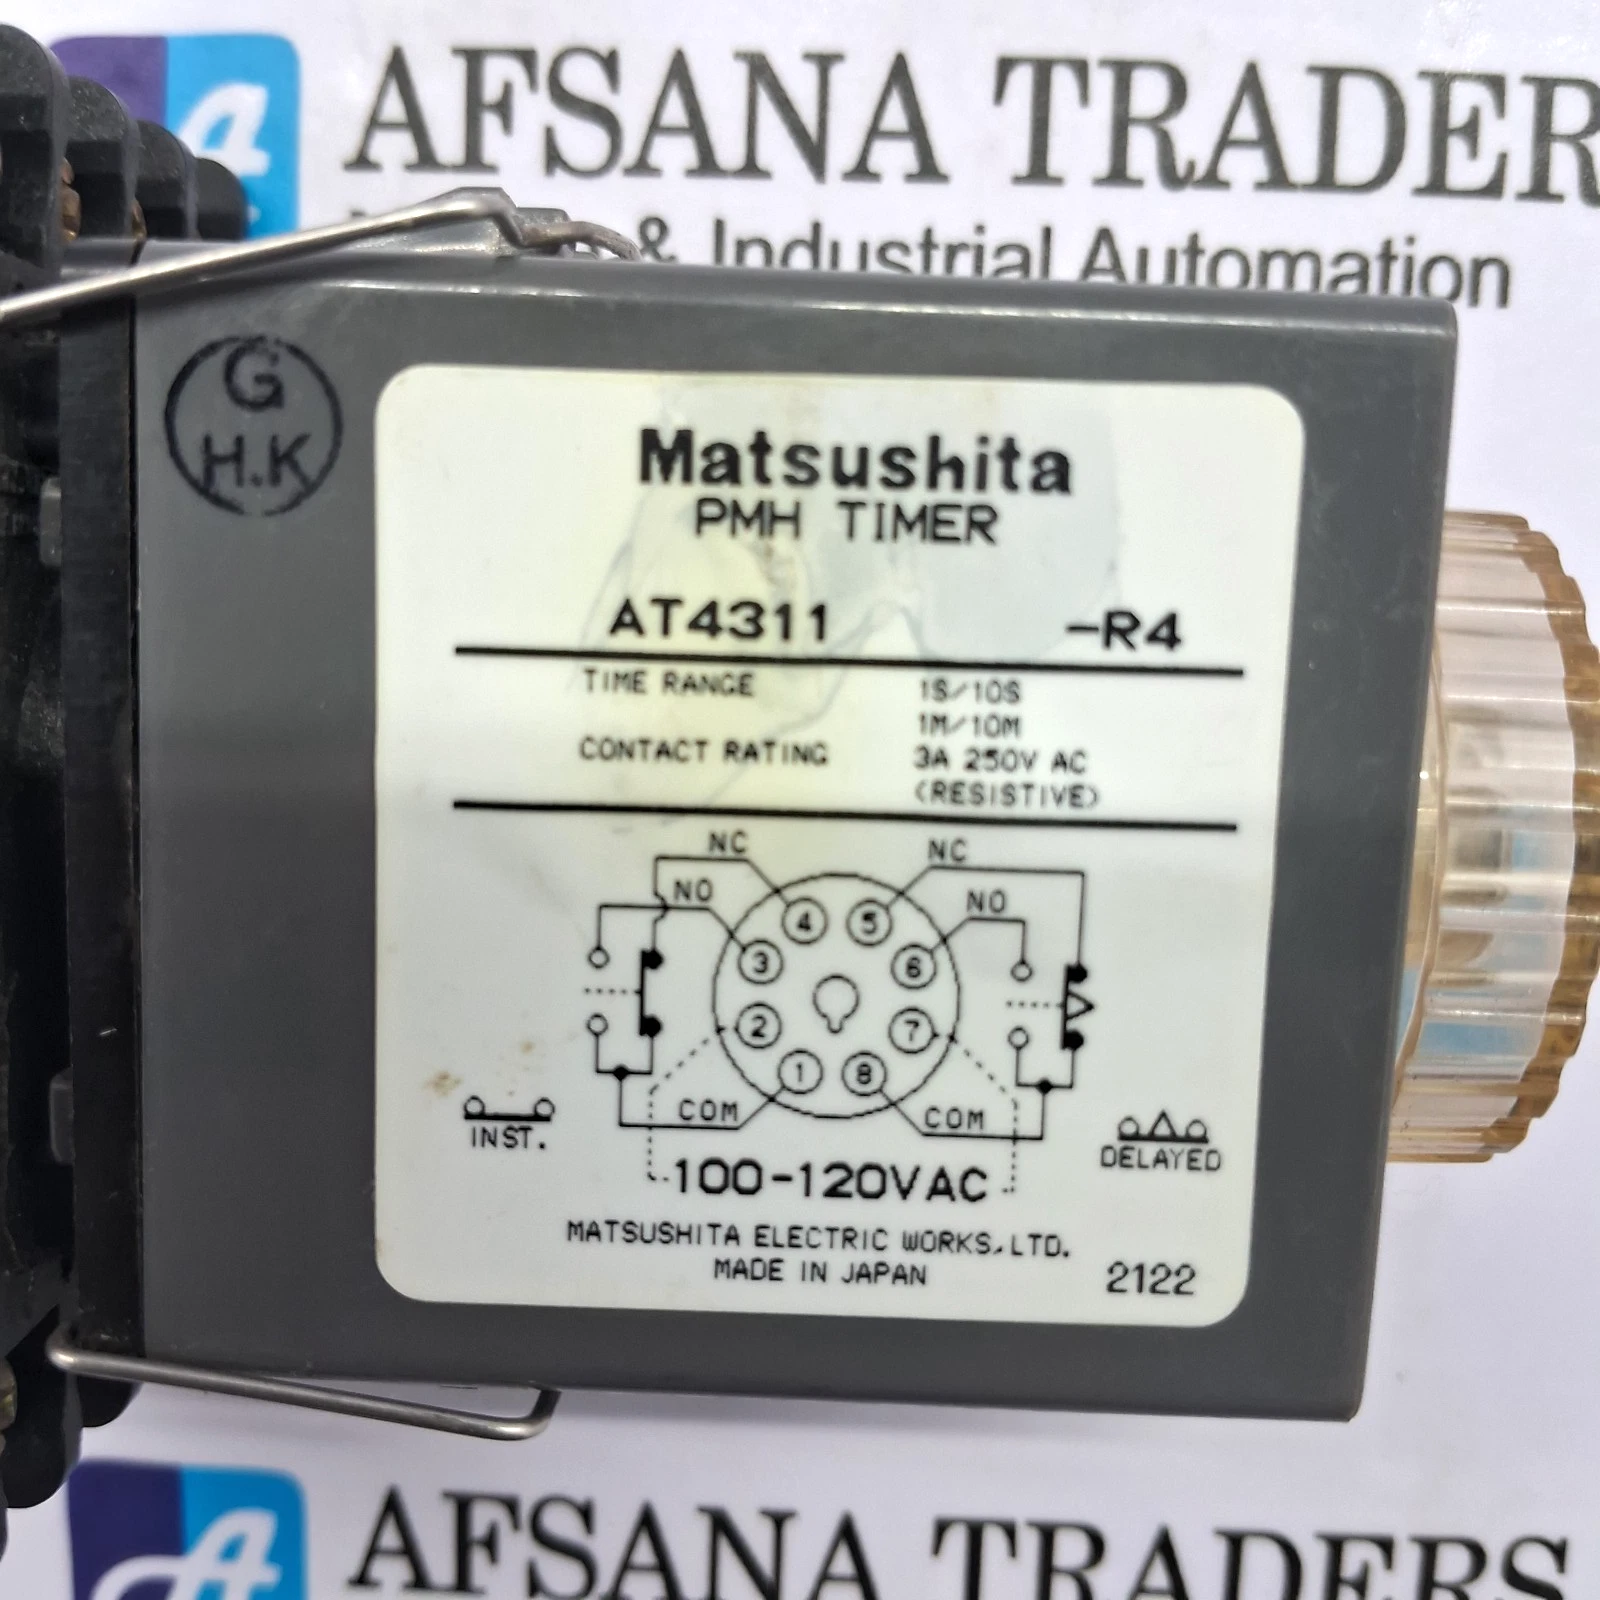 AFSANA TRADER
& Industrial Automation
G
H.K
Matsushita
PMH TIMER
AT4311 -R4
TIME RANGE 1S/10S
1M/10M
CONTACT RATING 3A 250V AC
(RESISTIVE)
NC NC
NO NO
4 5
3 6
2 7
1 8
COM COM
INST. DELAYED
100-120VAC
MATSUSHITA ELECTRIC WORKS,LTD.
MADE IN JAPAN 2122
AFSANA TRADERS